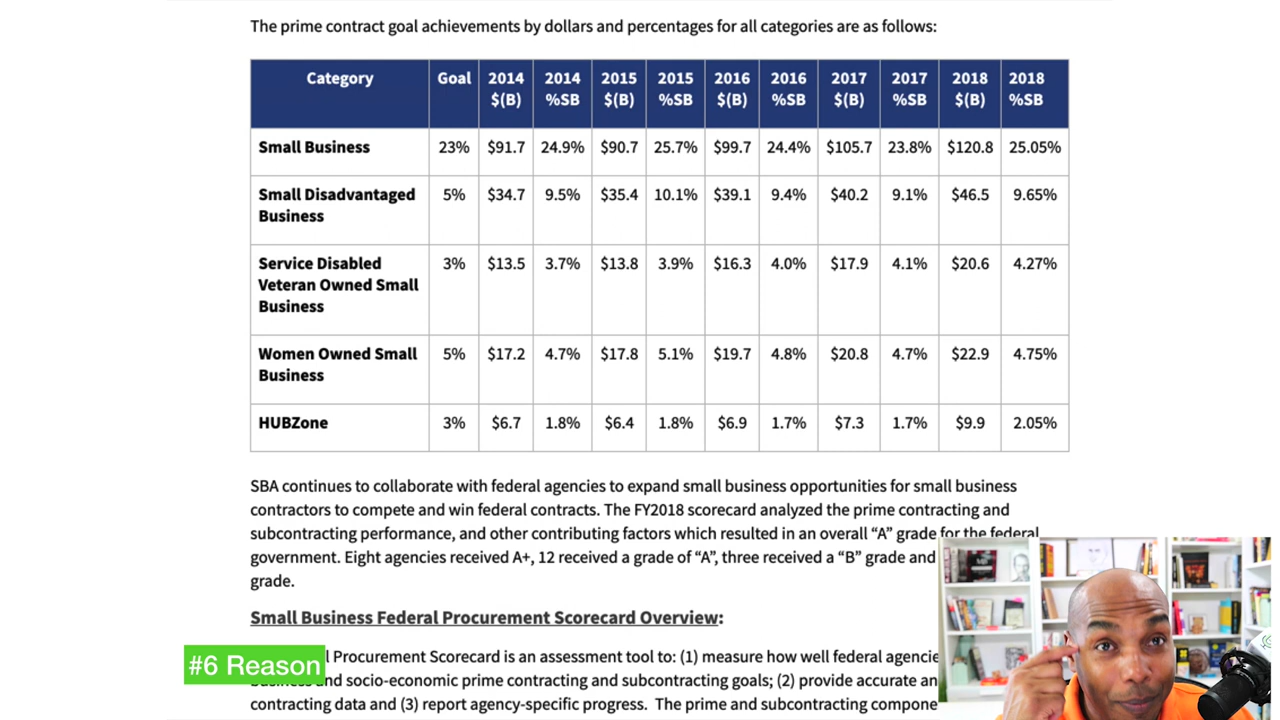 The prime contract goal achievements by dollars and percentages for all categories are as follows:
Category Goal 2014 $(B) 2014 %SB 2015 $(B) 2015 %SB 2016 $(B) 2016 %SB 2017 $(B) 2017 %SB 2018 $(B) 2018 %SB
Small Business 23% $91.7 24.9% $90.7 25.7% $99.7 24.4% $105.7 23.8% $120.8 25.05%
Small Disadvantaged Business 5% $34.7 9.5% $35.4 10.1% $39.1 9.4% $40.2 9.1% $46.5 9.65%
Service Disabled Veteran Owned Small Business 3% $13.5 3.7% $13.8 3.9% $16.3 4.0% $17.9 4.1% $20.6 4.27%
Women Owned Small Business 5% $17.2 4.7% $17.8 5.1% $19.7 4.8% $20.8 4.7% $22.9 4.75%
HUBZone 3% $6.7 1.8% $6.4 1.8% $6.9 1.7% $7.3 1.7% $9.9 2.05%
SBA continues to collaborate with federal agencies to expand small business opportunities for small business
contractors to compete and win federal contracts. The FY2018 scorecard analyzed the prime contracting and
subcontracting performance, and other contributing factors which resulted in an overall “A” grade for the federal
government. Eight agencies received A+, 12 received a grade of “A”, three received a “B” grade and
grade.
Small Business Federal Procurement Scorecard Overview:
#6 Reason
Procurement Scorecard is an assessment tool to: (1) measure how well federal
and socio-economic prime contracting and subcontracting goals; (2) provide accurate
contracting data and (3) report agency-specific progress. The prime and subcontracting